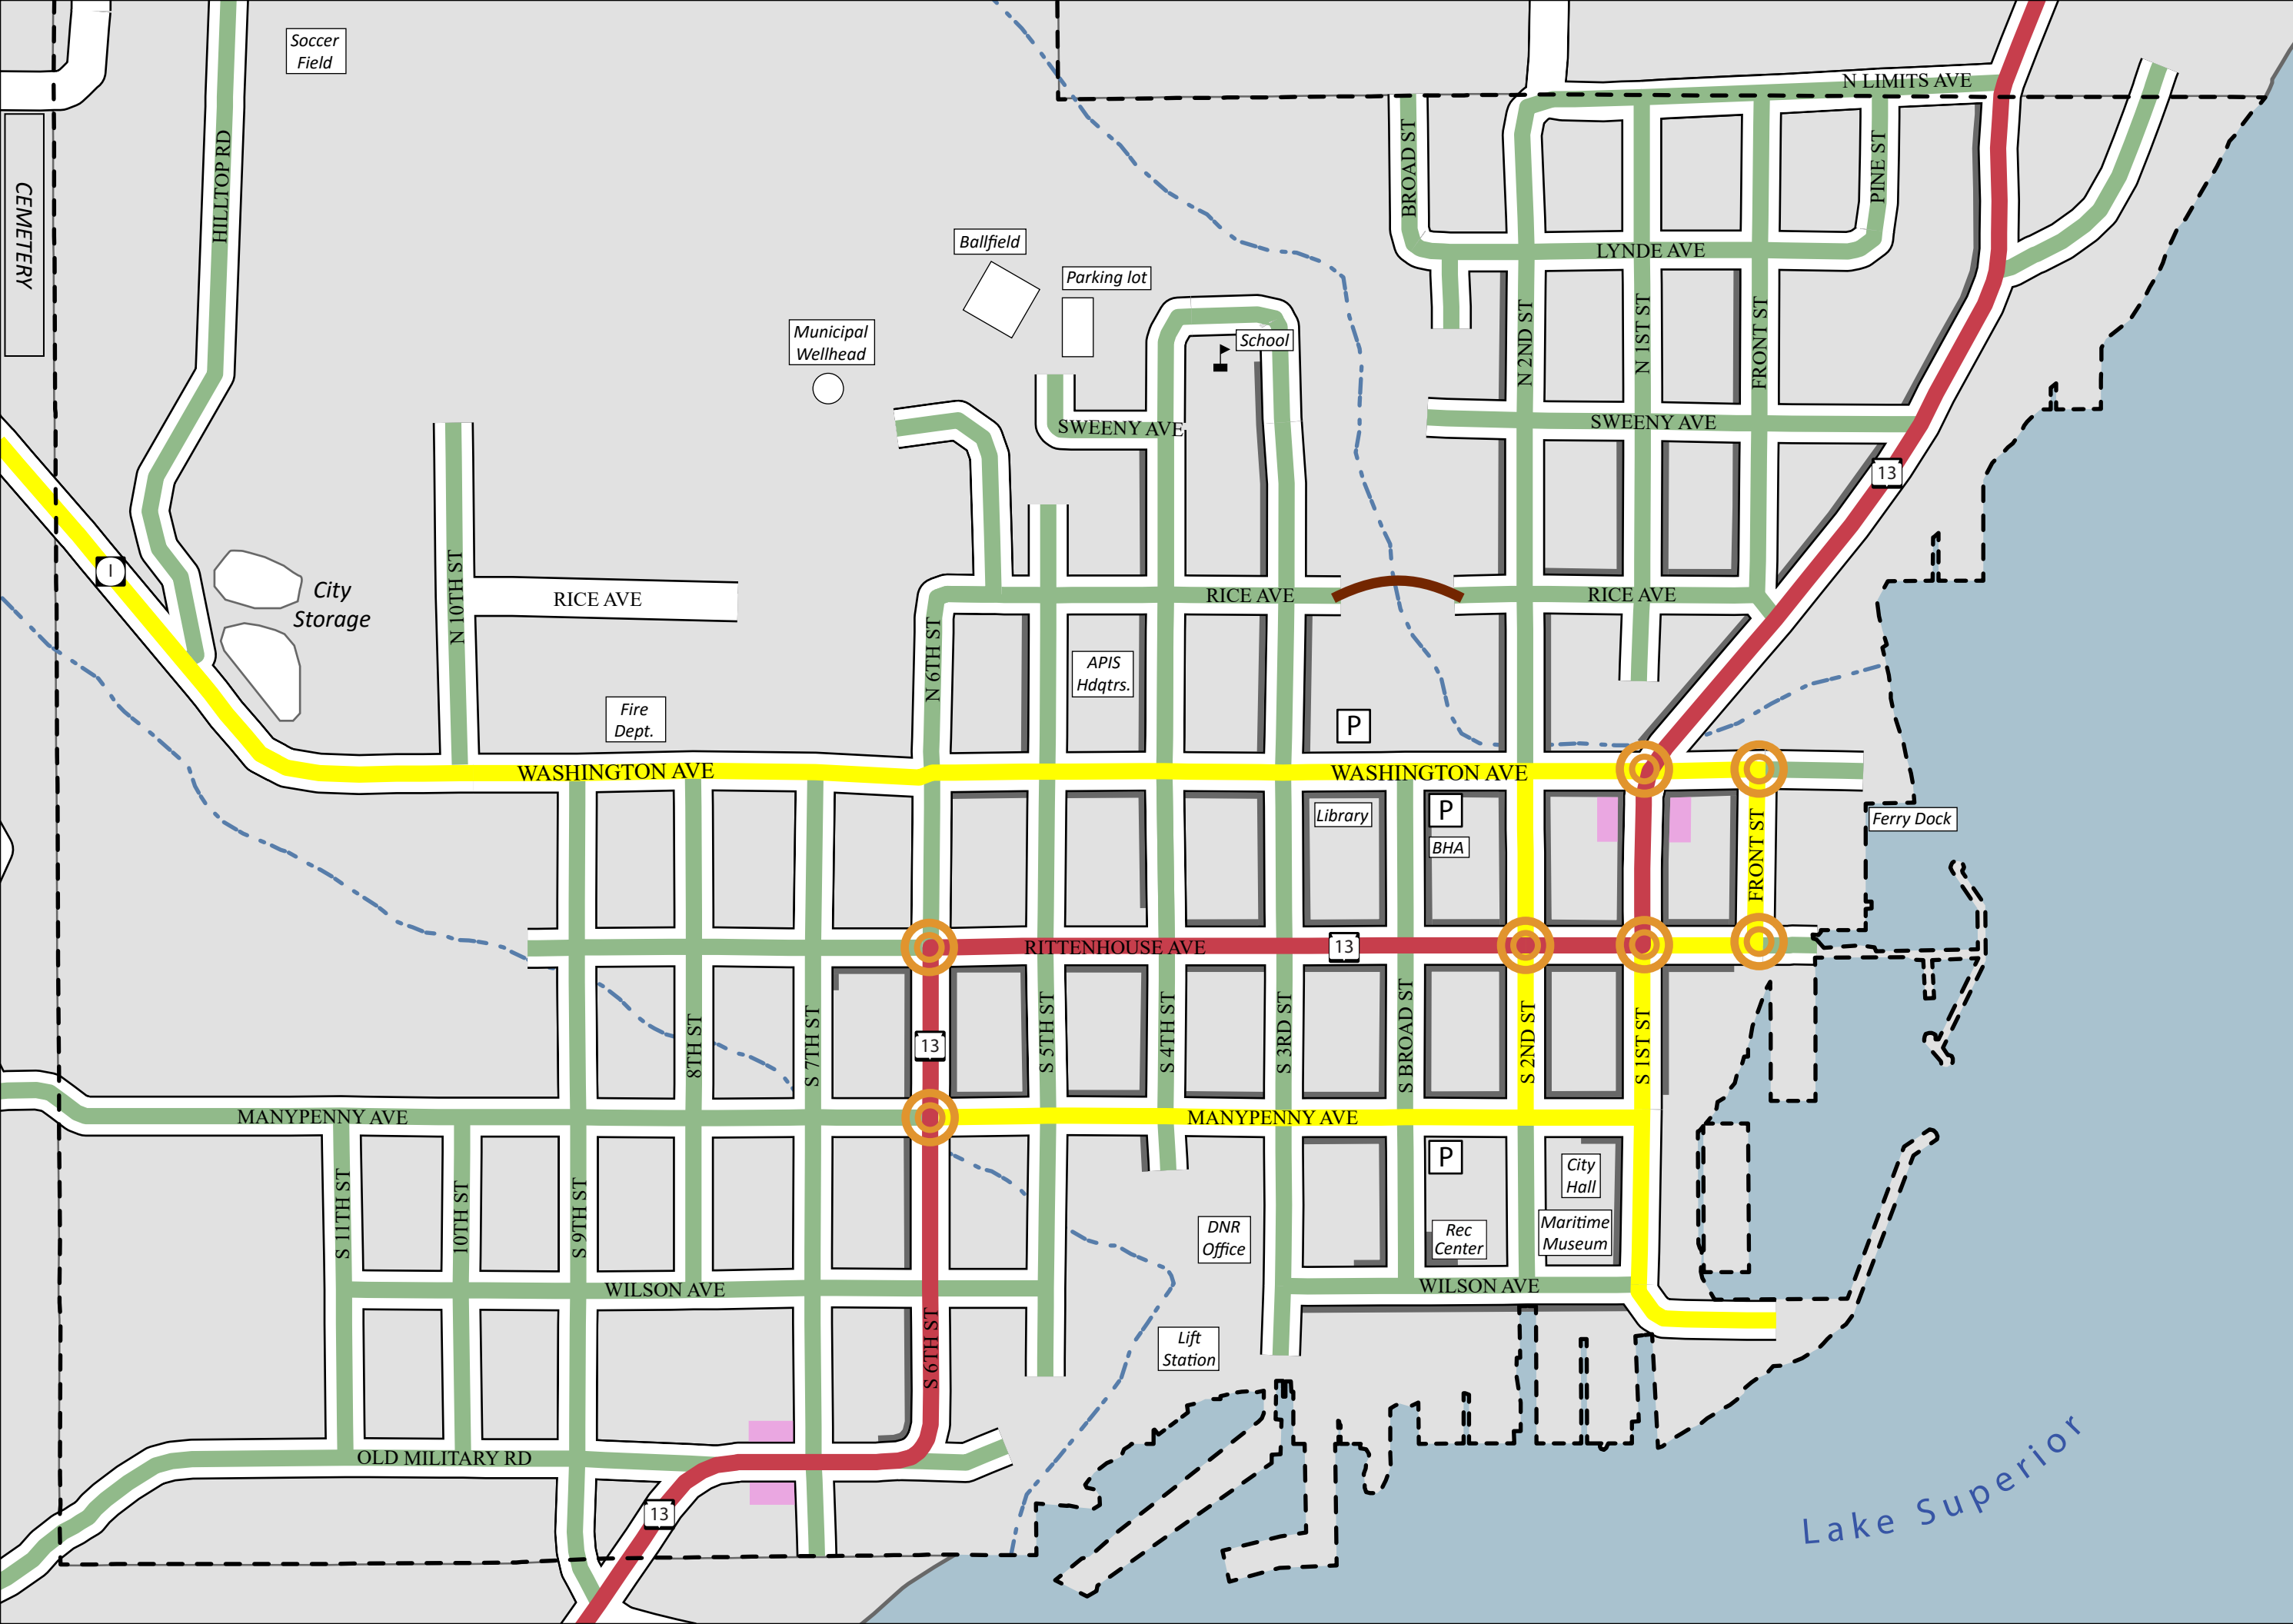 Soccer
Field
N LIMITS AVE
BROAD ST
PINE ST
HILLTOP RD
CEMETERY
Ballfield
LYNDE AVE
Parking lot
Municipal
Wellhead
School
N 2ND ST
N 1ST ST
FRONT ST
SWEENY AVE
SWEENY AVE
13
I
City
Storage
N 10TH ST
RICE AVE
RICE AVE
RICE AVE
N 6TH ST
APIS
Hdqtrs.
Fire
Dept.
P
WASHINGTON AVE
WASHINGTON AVE
Library
P
BHA
FRONT ST
Ferry Dock
RITTENHOUSE AVE
13
13
8TH ST
S 7TH ST
S 5TH ST
S 4TH ST
S 3RD ST
S BROAD ST
S 2ND ST
S 1ST ST
MANYPENNY AVE
MANYPENNY AVE
P
City
Hall
S 11TH ST
10TH ST
S 9TH ST
DNR
Office
Rec
Center
Maritime
Museum
WILSON AVE
WILSON AVE
S 6TH ST
Lift
Station
OLD MILITARY RD
13
Lake Superior